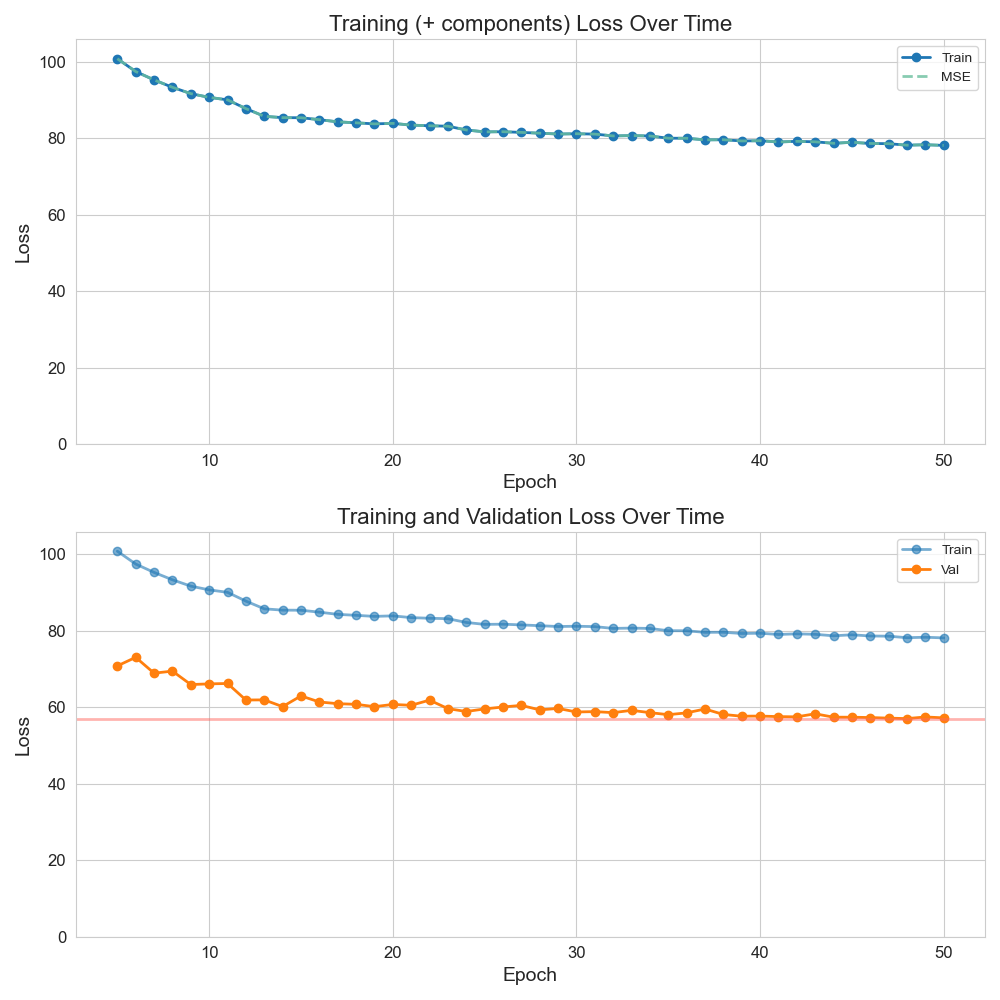 Training (+ components) Loss Over Time
Train
MSE
100
80
60
40
20
0
Loss
10 20 30 40 50
Epoch
Training and Validation Loss Over Time
Train
Val
100
80
60
40
20
0
Loss
10 20 30 40 50
Epoch